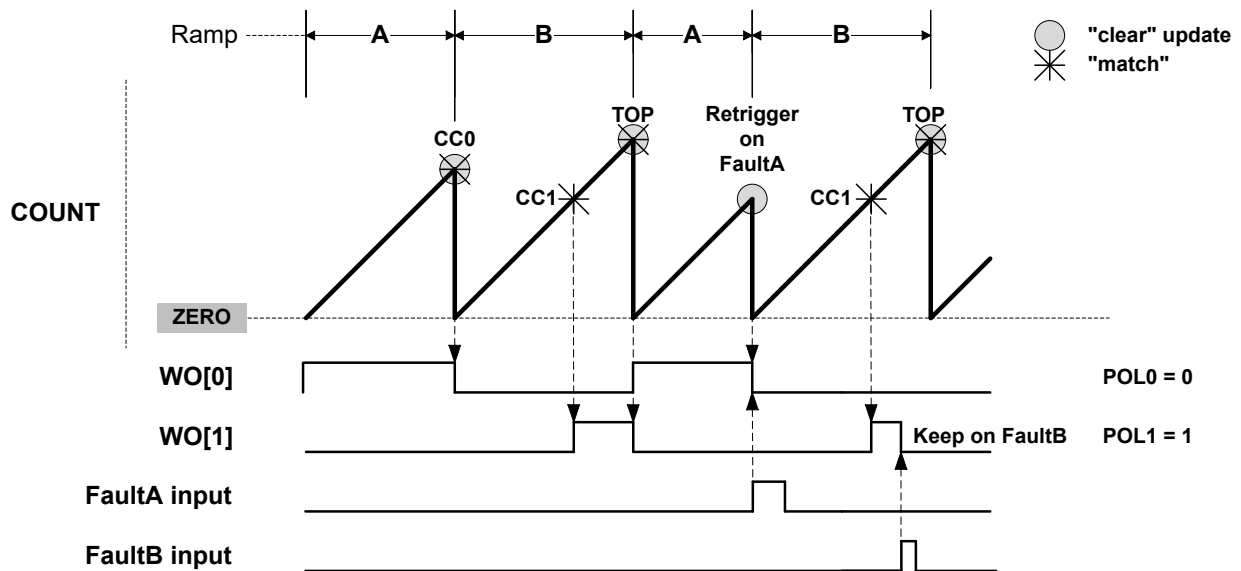 Ramp A B A B
"clear" update
"match"
CC0
TOP
Retrigger
on
FaultA
TOP
CC1
CC1
COUNT
ZERO
WO[0]
POL0 = 0
WO[1]
Keep on FaultB
POL1 = 1
FaultA input
FaultB input